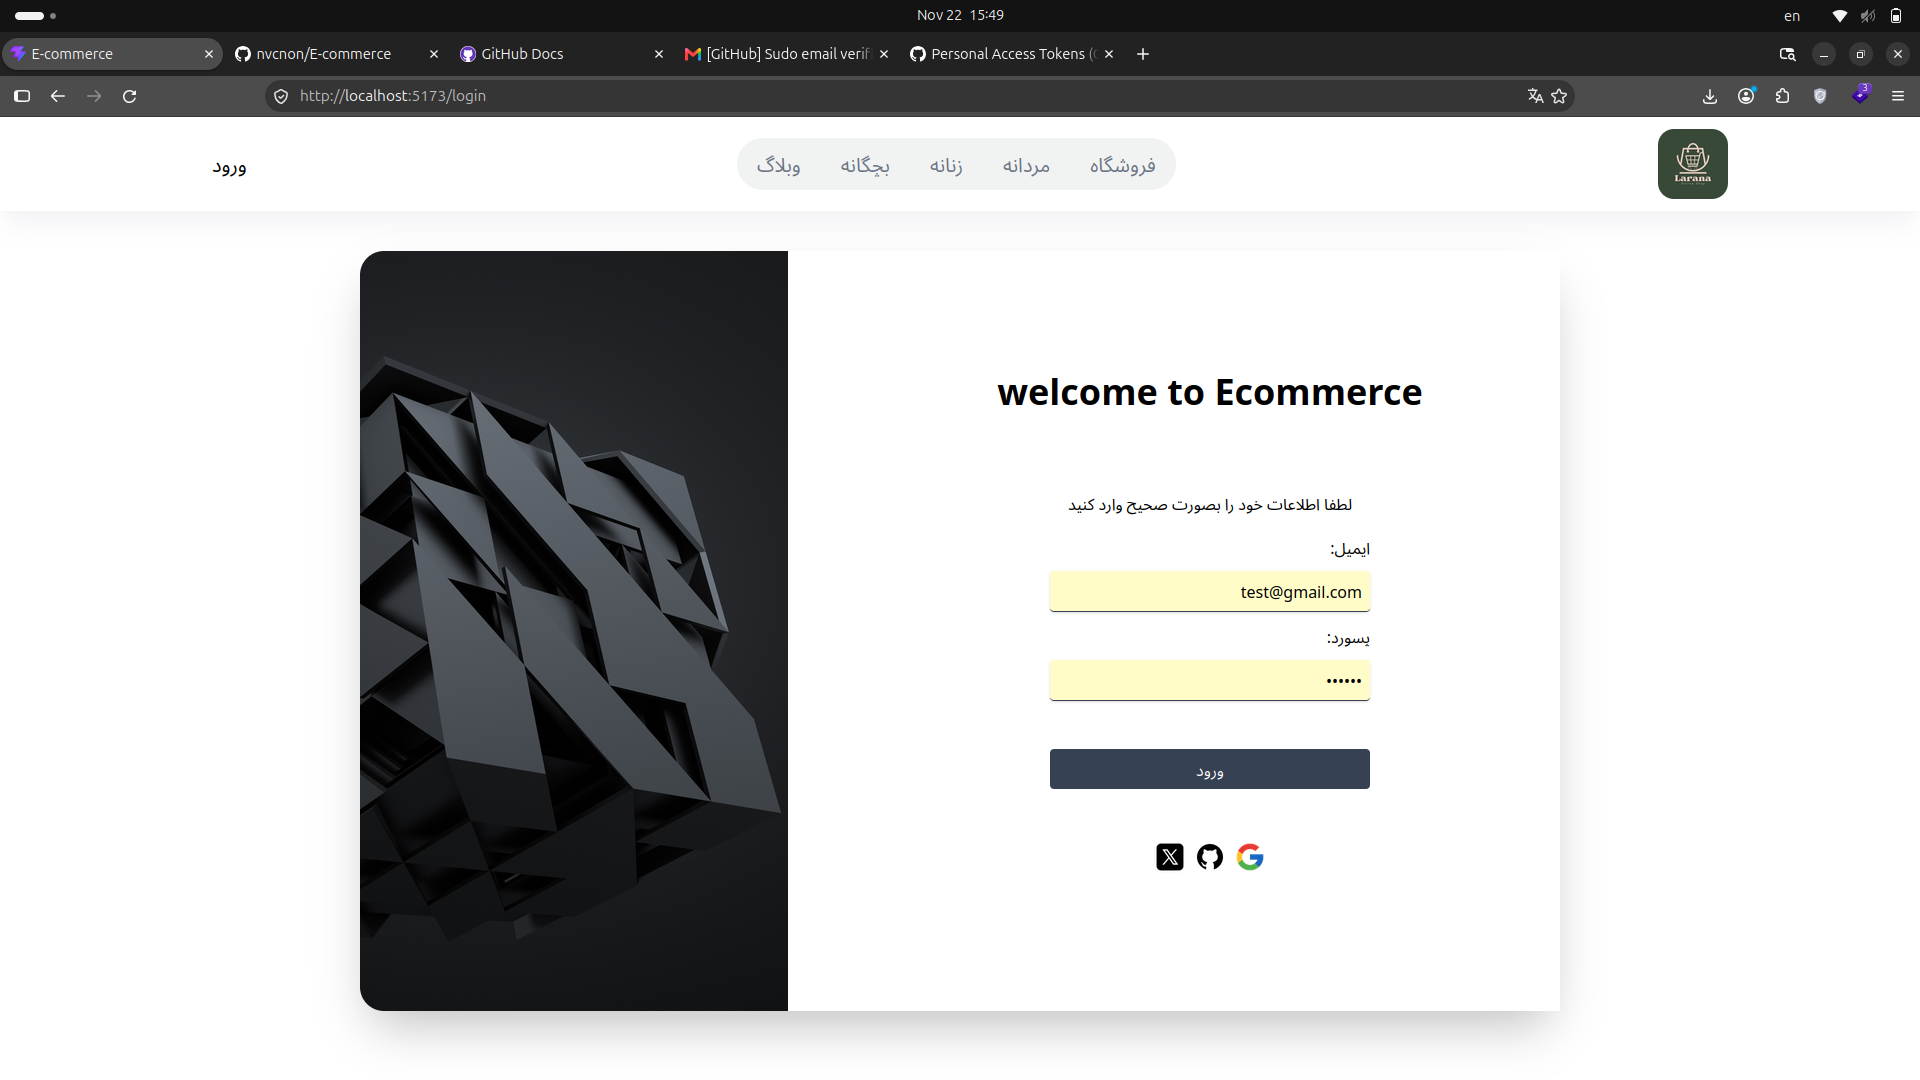 Nov 22 15:49
en
E-commerce
nvcnon/E-commerce
GitHub Docs
[GitHub] Sudo email verif
Personal Access Tokens (
3
http://localhost:5173/login
فروشگاه
مردانه
زنانه
بچگانه
وبلاگ
ورود
Larana
welcome to Ecommerce
لطفا اطلاعات خود را بصورت صحیح وارد کنید
ایمیل:
test@gmail.com
پسورد:
••••••
ورود